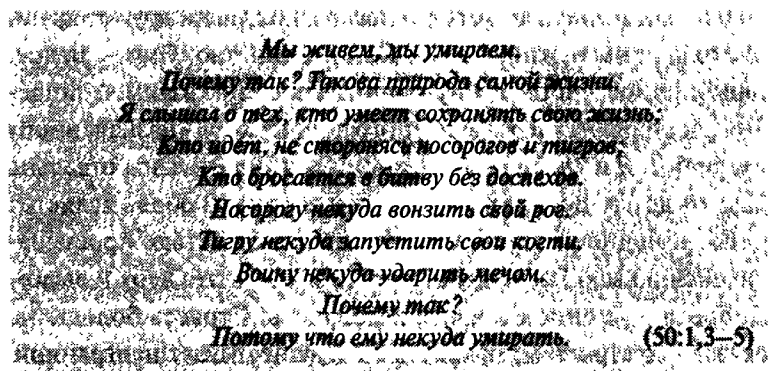 Мы живем, мы умираем.
Почему так? Такова природа самой жизни.
Я слышал о тех, кто умеет сохранять свою жизнь;
Кто идет, не сторонясь носорогов и тигров;
Кто бросается в битву без доспехов.
Носорогу некуда вонзить свой рог.
Тигру некуда запустить свои когти.
Воину некуда ударить мечом.
Почему так?
Потому что ему некуда умирать. (50:1,3—5)